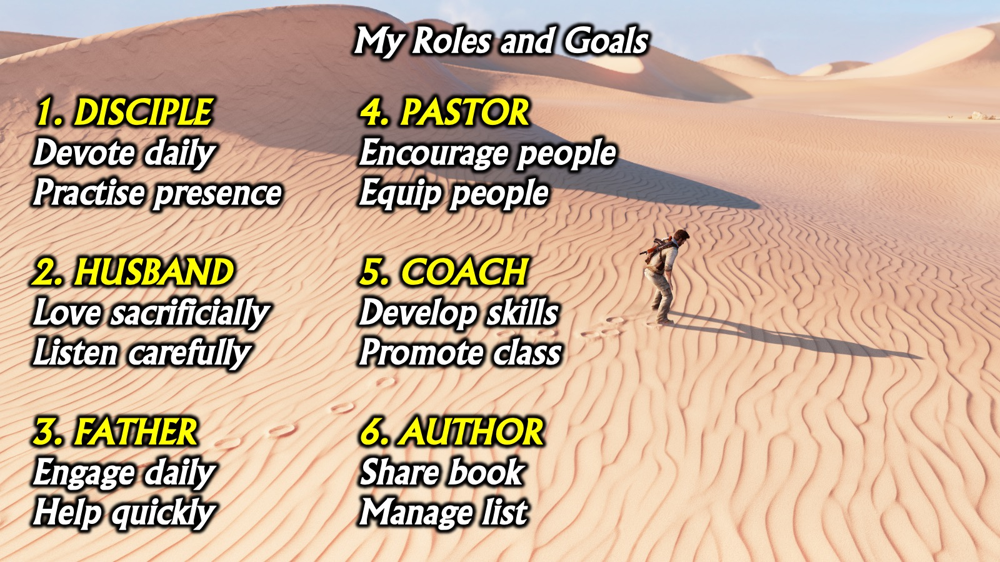 My Roles and Goals
1. DISCIPLE
Devote daily
Practise presence
2. HUSBAND
Love sacrificially
Listen carefully
3. FATHER
Engage daily
Help quickly
4. PASTOR
Encourage people
Equip people
5. COACH
Develop skills
Promote class
6. AUTHOR
Share book
Manage list